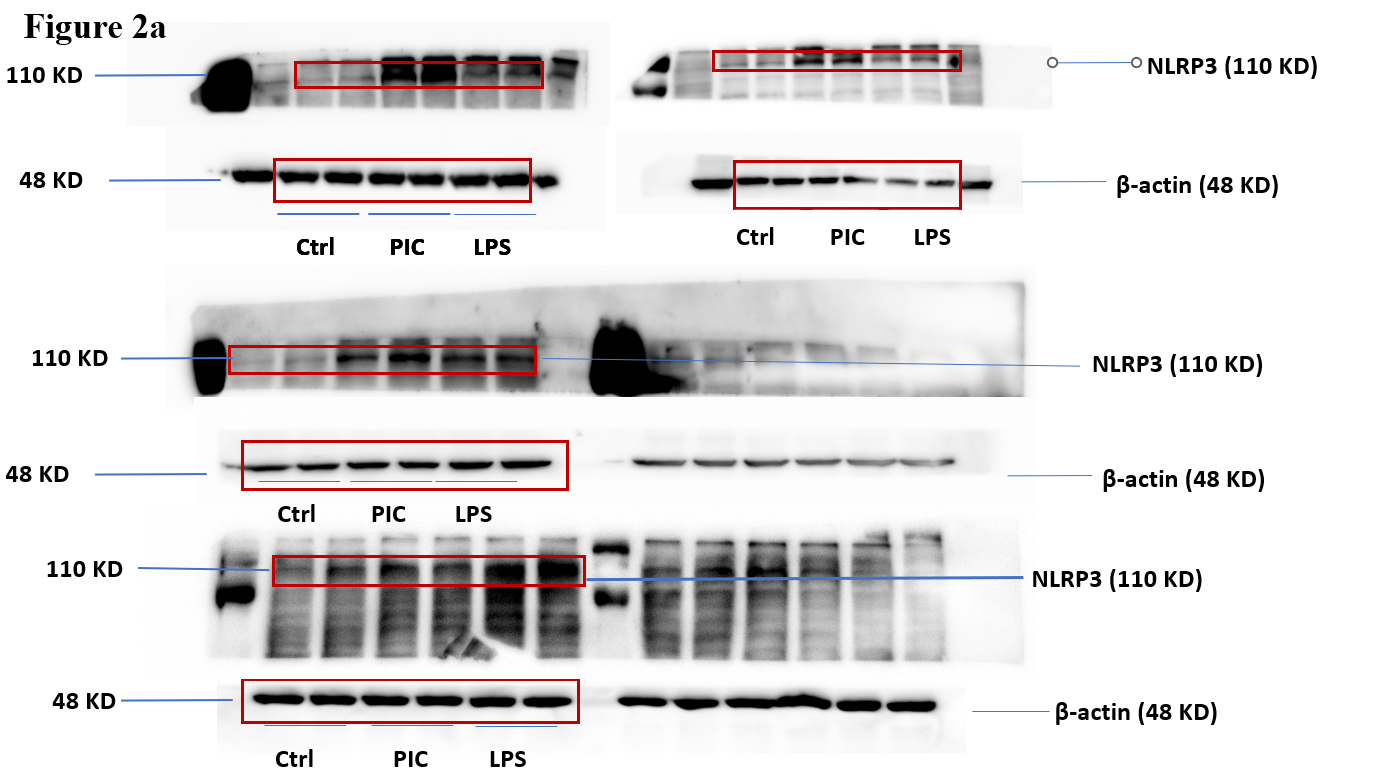 Figure 2a
110 KD
NLRP3 (110 KD)
48 KD
β-actin (48 KD)
Ctrl PIC LPS
Ctrl PIC LPS
110 KD
NLRP3 (110 KD)
48 KD
β-actin (48 KD)
Ctrl PIC LPS
110 KD
NLRP3 (110 KD)
48 KD
β-actin (48 KD)
Ctrl PIC LPS